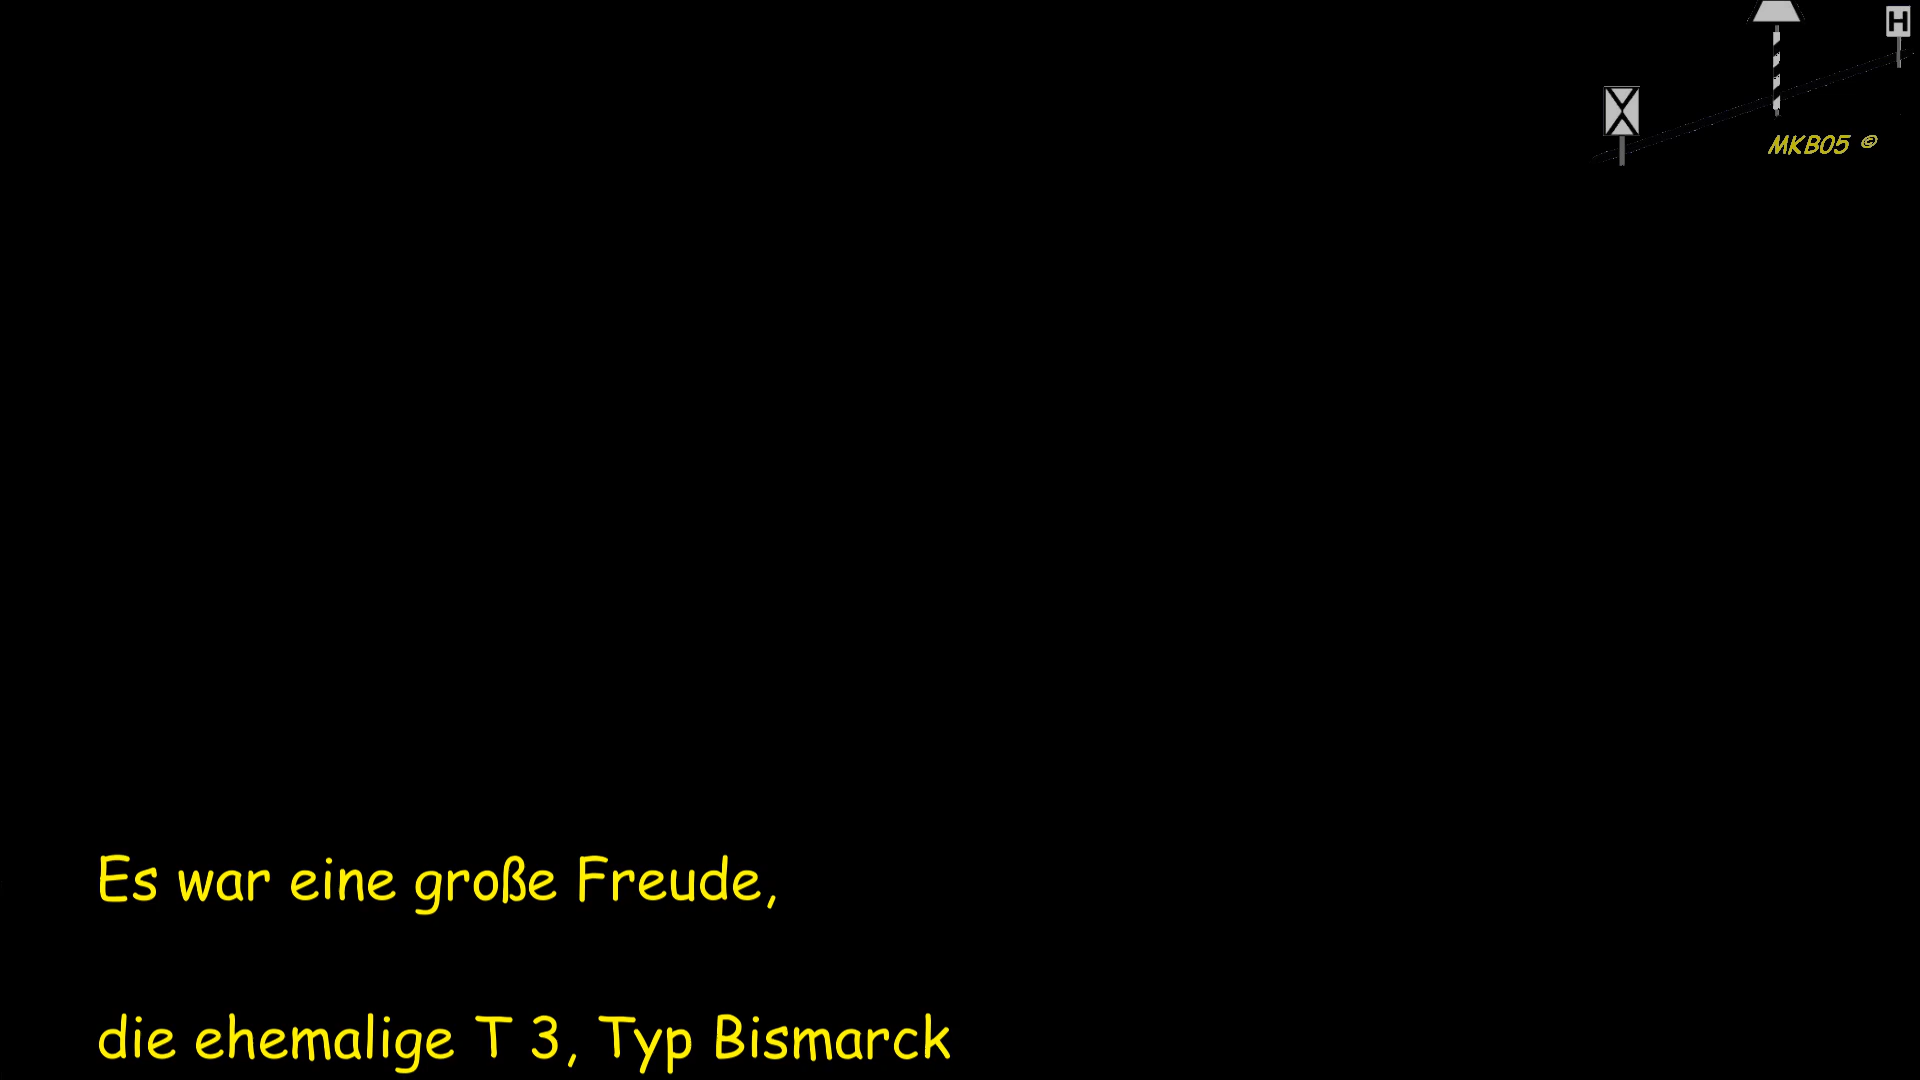 H
MKB05 ©
Es war eine große Freude,
die ehemalige T 3, Typ Bismarck